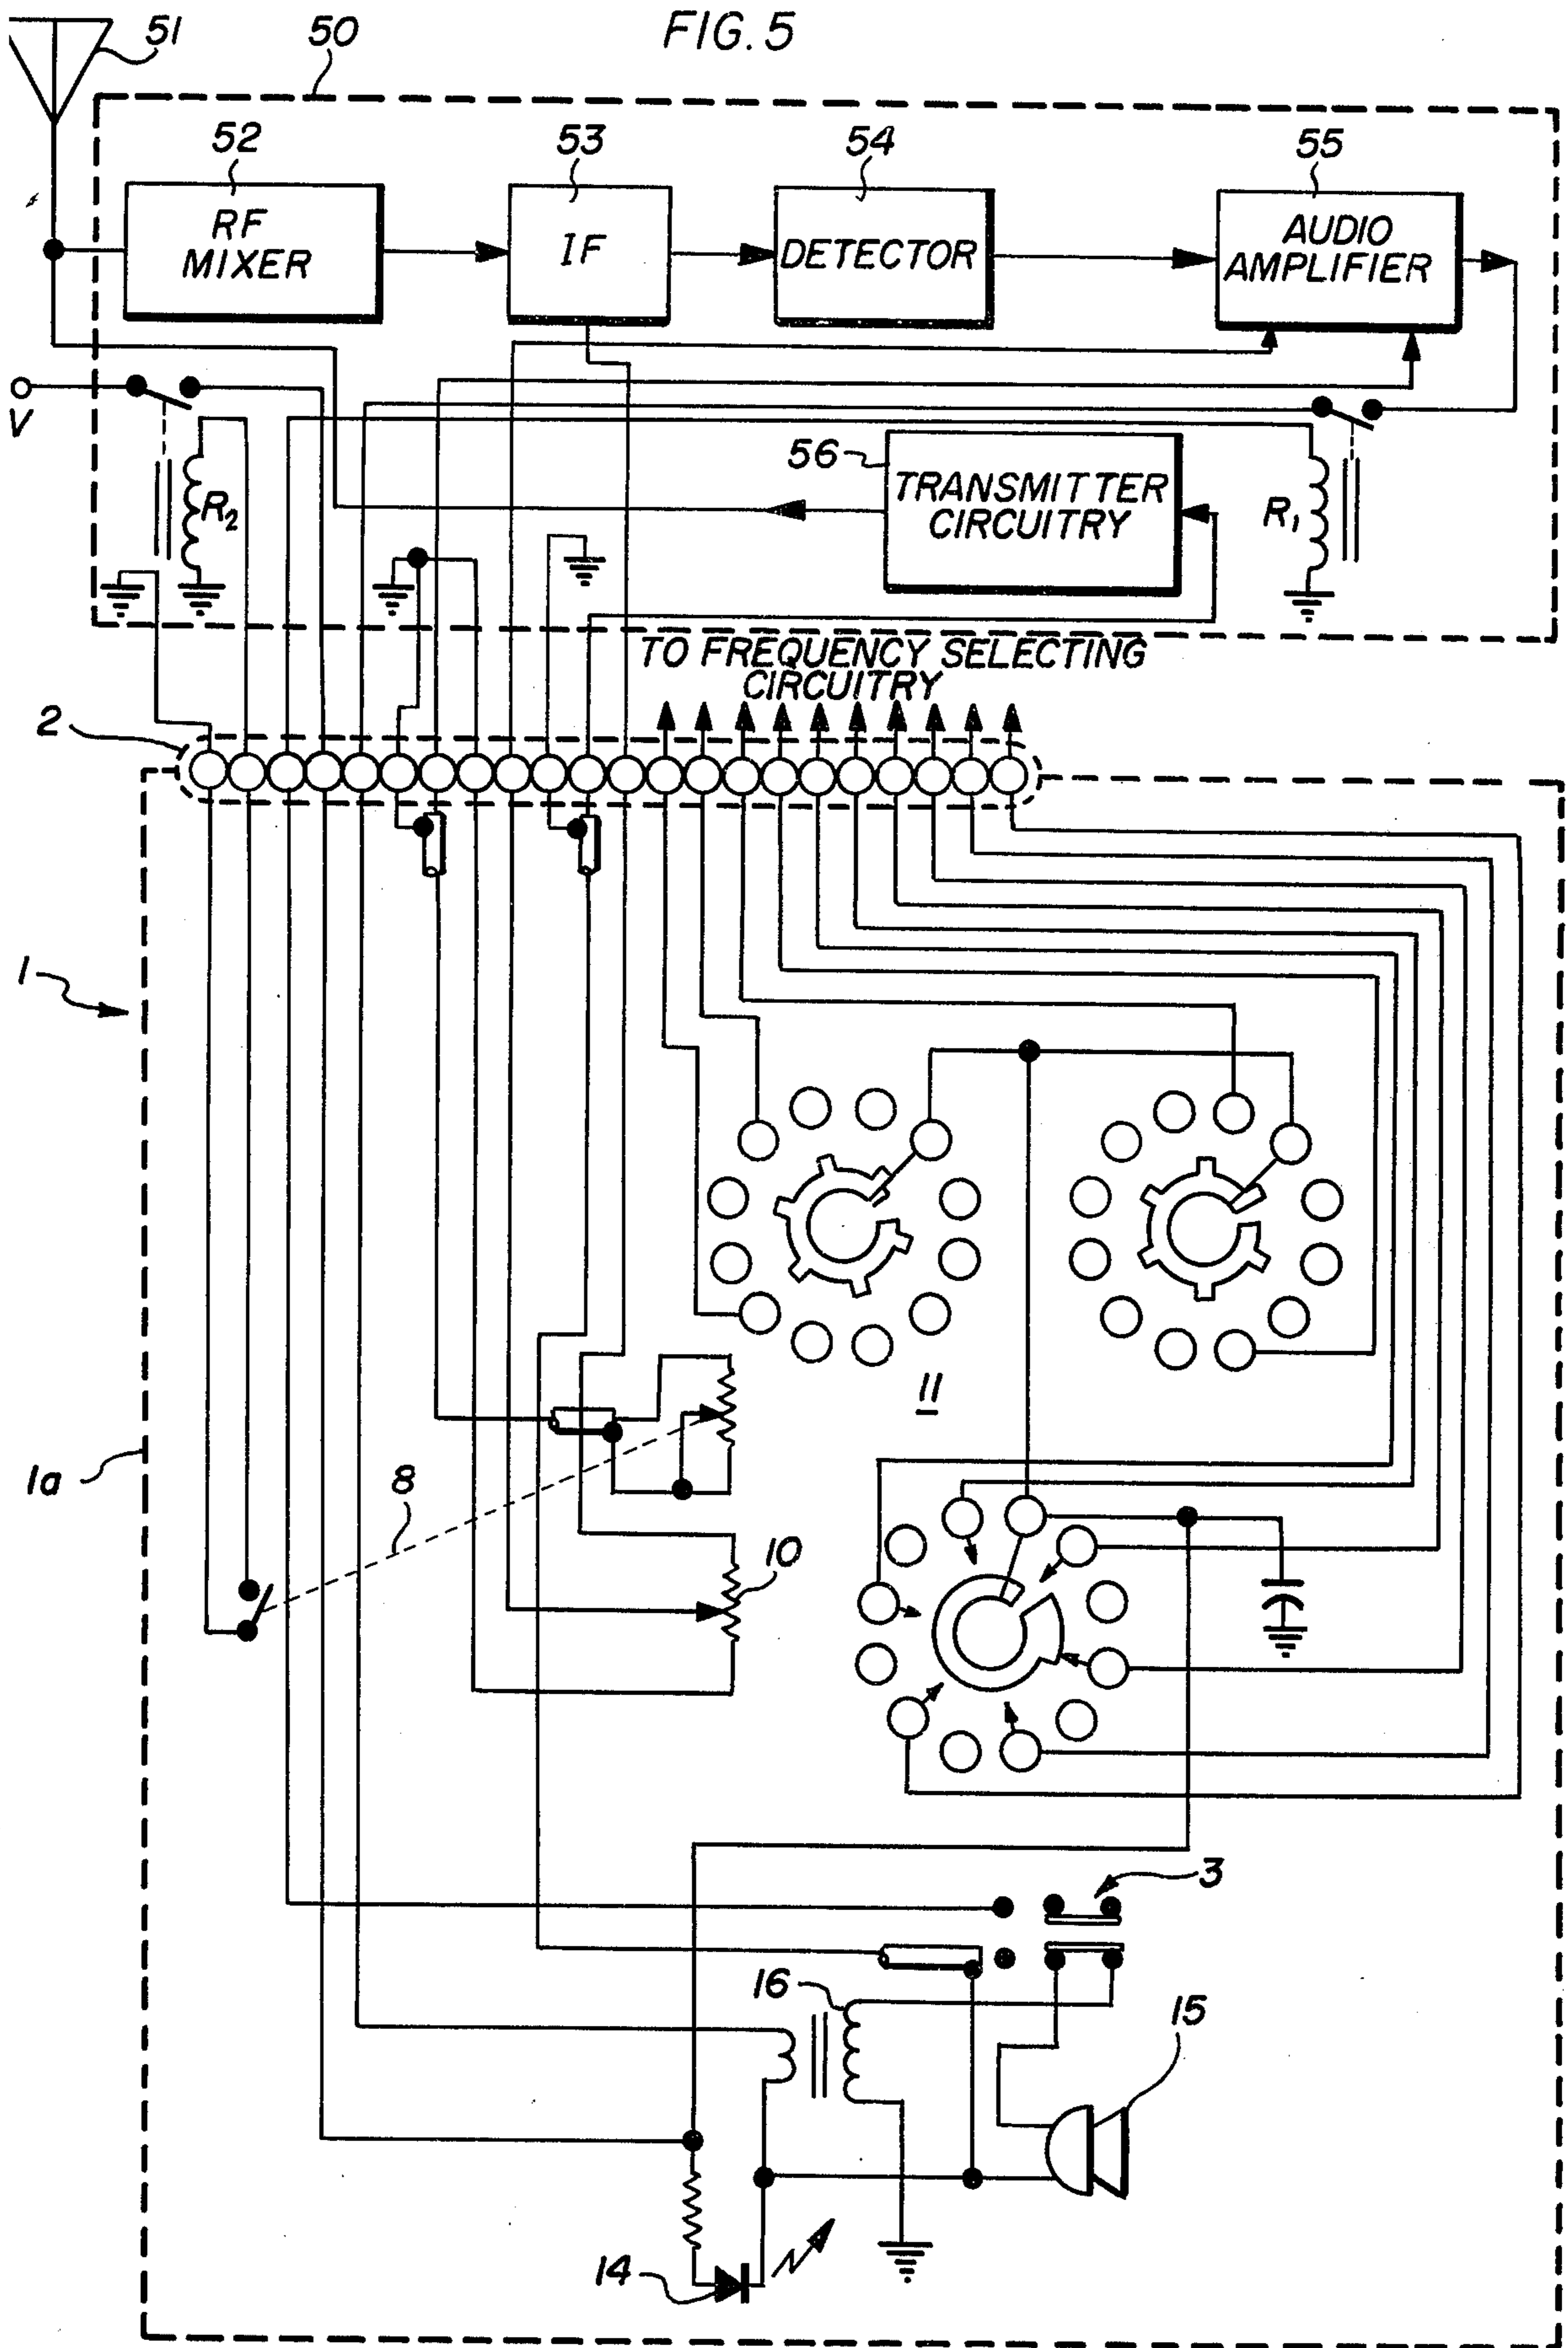 FIG. 5
51
50
52
53
54
55
RF
MIXER
IF
DETECTOR
AUDIO
AMPLIFIER
V
56
TRANSMITTER
CIRCUITRY
R2
R1
TO FREQUENCY SELECTING
CIRCUITRY
2
1
11
1a
8
10
3
16
15
14